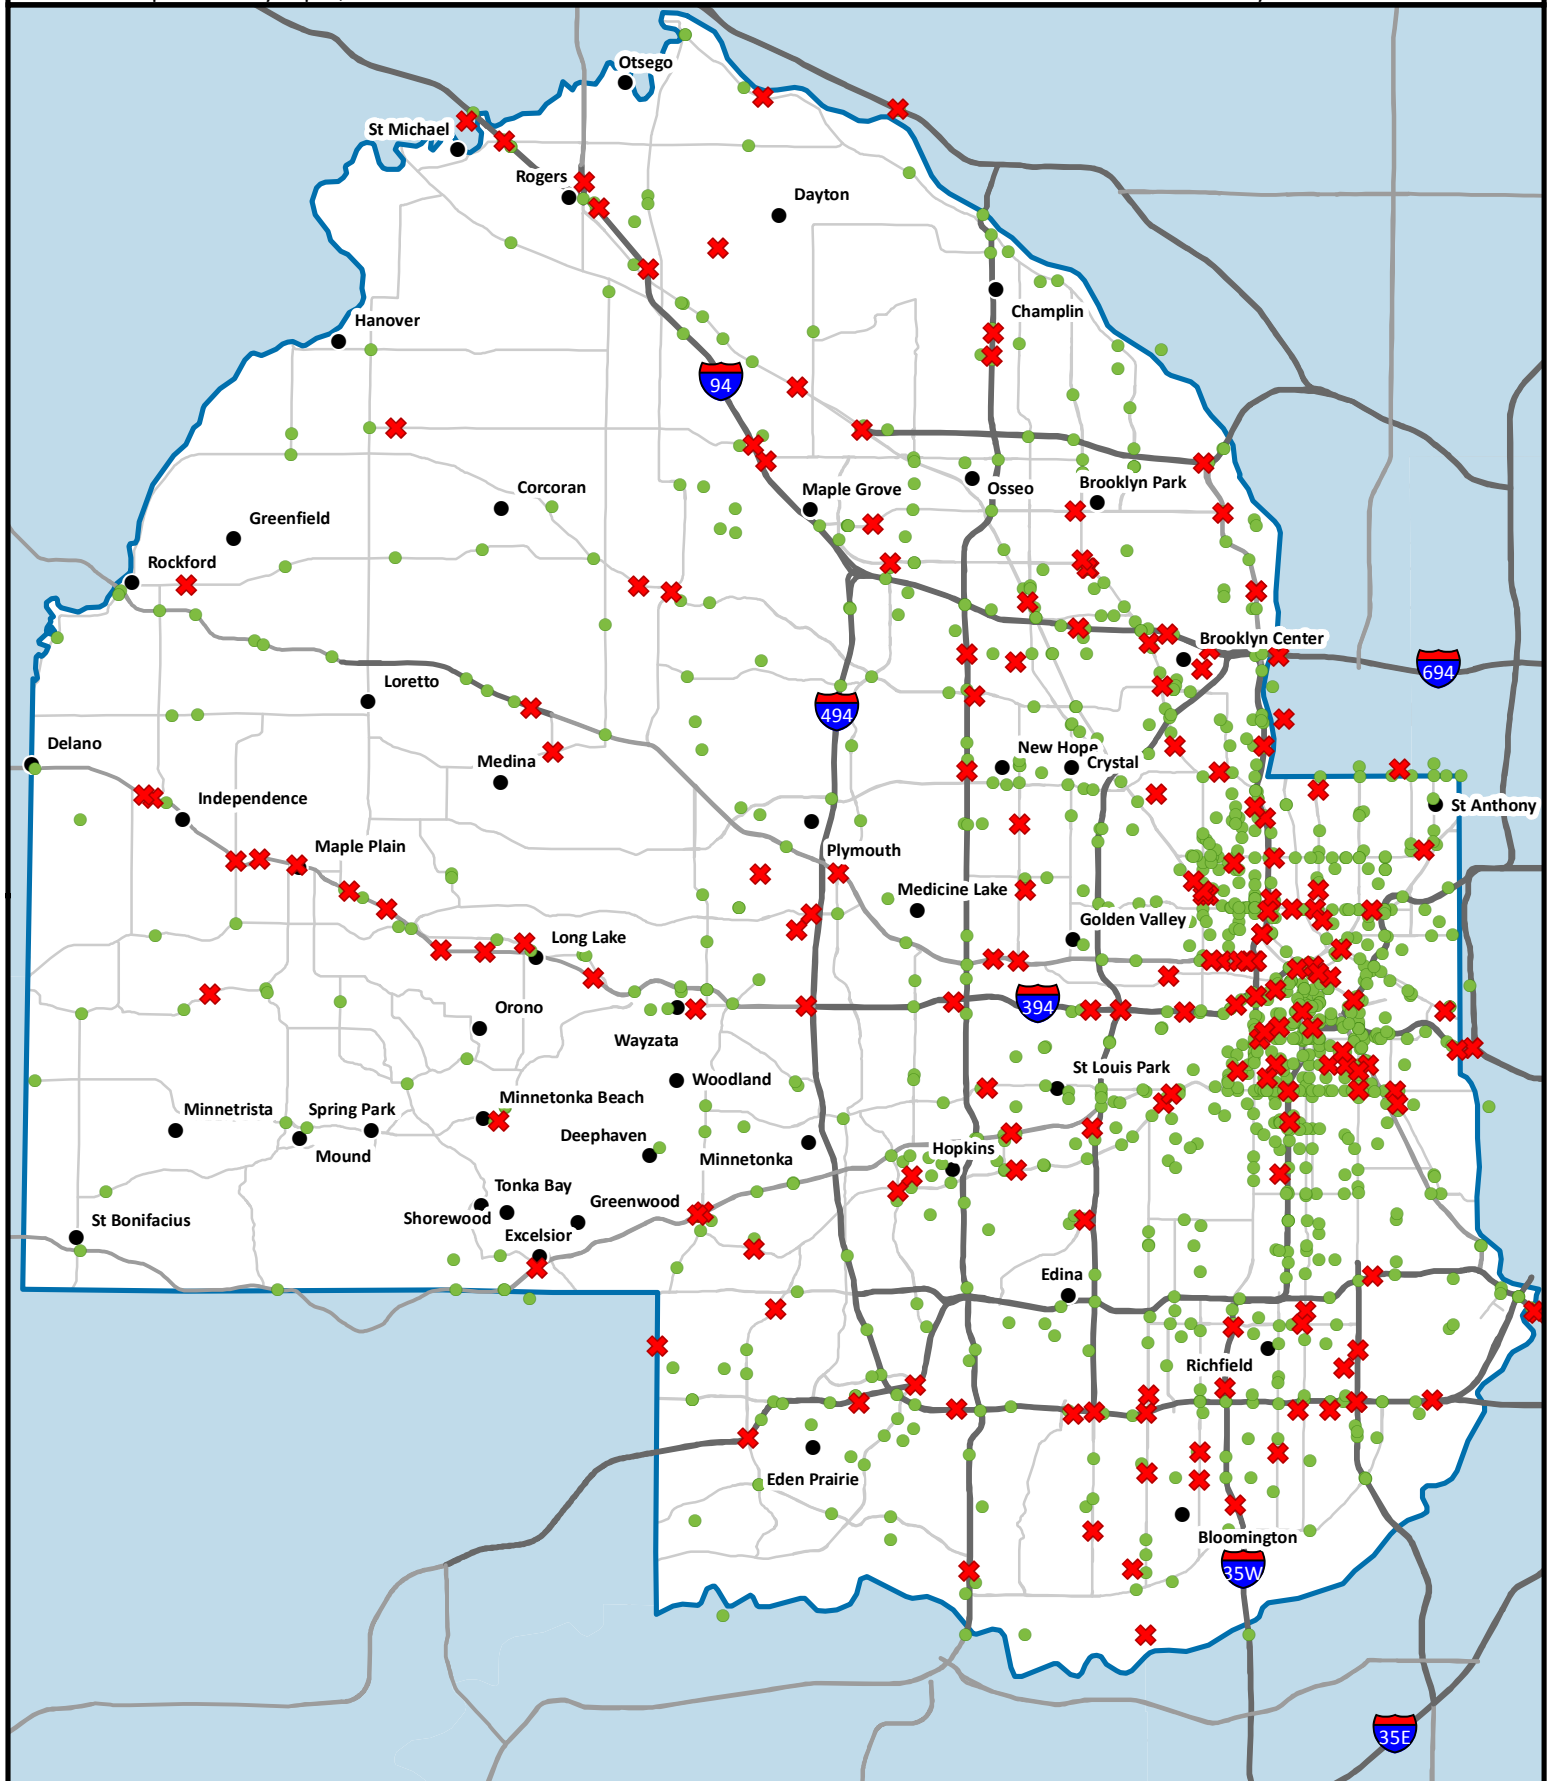 Otsego
St Michael
Rogers
Dayton
Champlin
Hanover
94
Corcoran
Maple Grove
Osseo
Brooklyn Park
Greenfield
Rockford
Brooklyn Center
694
Loretto
494
Delano
Medina
New Hope
Crystal
Independence
St Anthony
Maple Plain
Plymouth
Medicine Lake
Golden Valley
Long Lake
Orono
394
Wayzata
St Louis Park
Woodland
Minnetonka Beach
Minnetrista
Spring Park
Deephaven
Mound
Minnetonka
Hopkins
Tonka Bay
Greenwood
Shorewood
St Bonifacius
Excelsior
Edina
Richfield
Eden Prairie
Bloomington
35W
35E